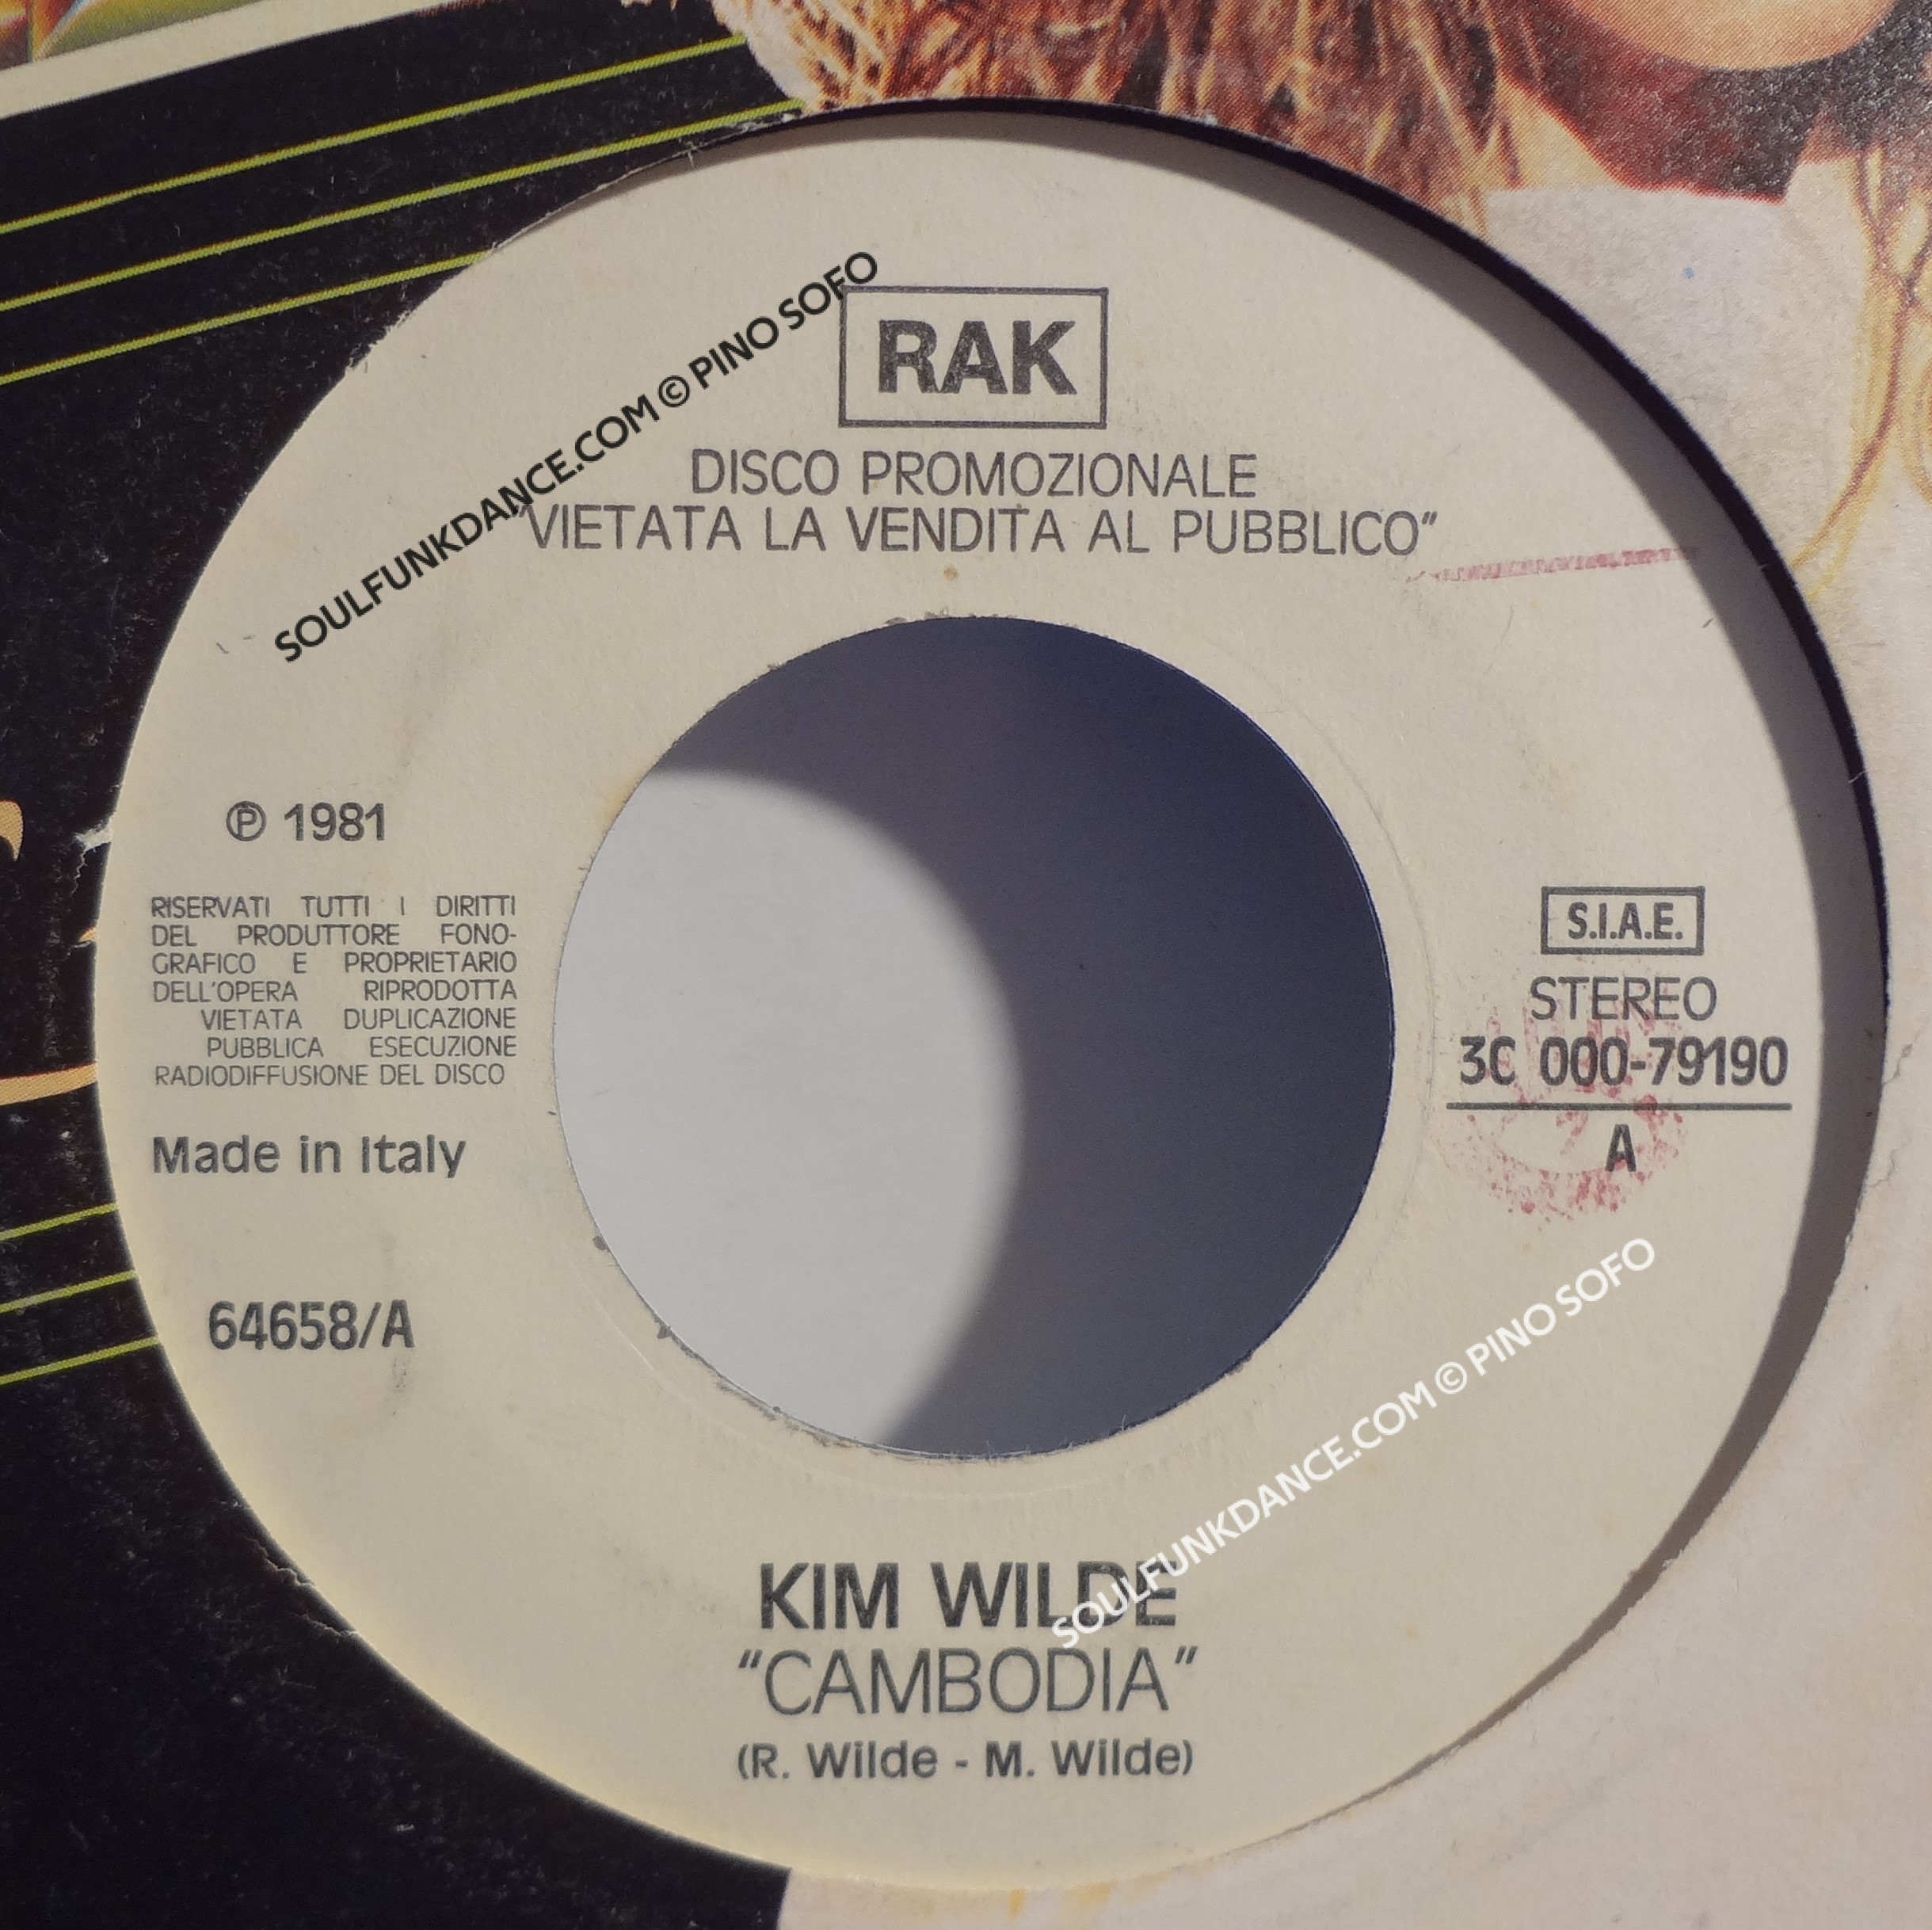 RAK
DISCO PROMOZIONALE
"VIETATA LA VENDITA AL PUBBLICO"
SOULFUNKDANCE.COM © PINO SOFO
℗ 1981
RISERVATI TUTTI I DIRITTI
DEL PRODUTTORE FONO-
GRAFICO E PROPRIETARIO
DELL'OPERA RIPRODOTTA
VIETATA DUPLICAZIONE
PUBBLICA ESECUZIONE
RADIODIFFUSIONE DEL DISCO
Made in Italy
64658/A
S.I.A.E.
STEREO
3C 000-79190
A
SOULFUNKDANCE.COM © PINO SOFO
KIM WILDE
"CAMBODIA"
(R. Wilde - M. Wilde)